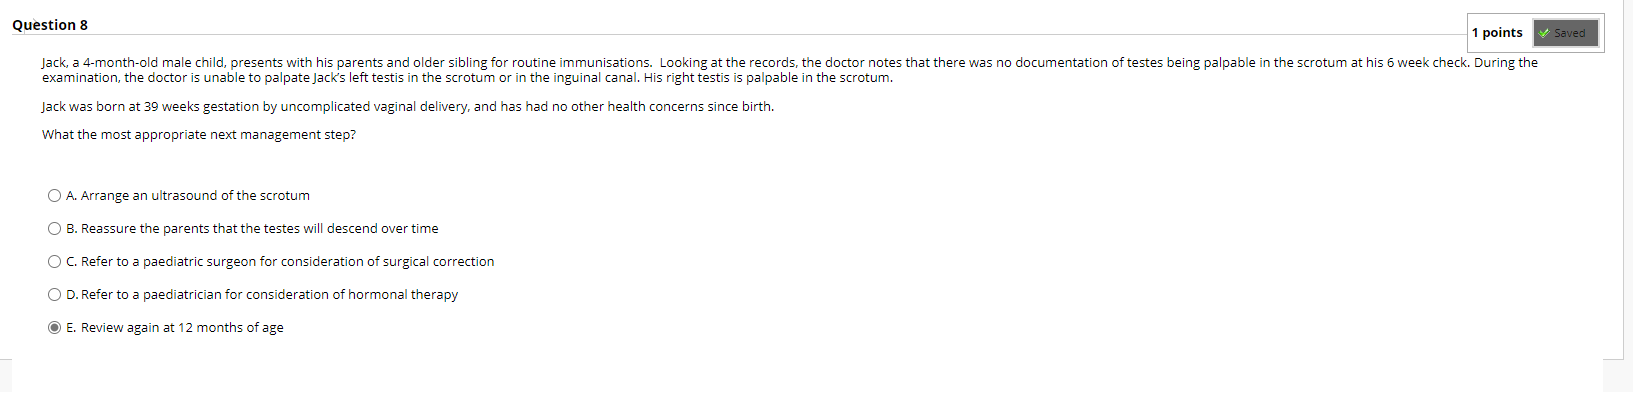 Question 8
1 points
Saved
Jack, a 4-month-old male child, presents with his parents and older sibling for routine immunisations. Looking at the records, the doctor notes that there was no documentation of testes being palpable in the scrotum at his 6 week check. During the
examination, the doctor is unable to palpate Jack's left testis in the scrotum or in the inguinal canal. His right testis is palpable in the scrotum.
Jack was born at 39 weeks gestation by uncomplicated vaginal delivery, and has had no other health concerns since birth.
What the most appropriate next management step?
A. Arrange an ultrasound of the scrotum
B. Reassure the parents that the testes will descend over time
C. Refer to a paediatric surgeon for consideration of surgical correction
D. Refer to a paediatrician for consideration of hormonal therapy
E. Review again at 12 months of age